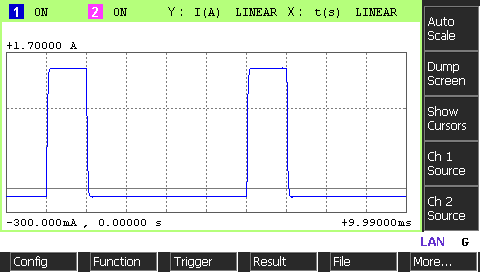 1 ON 2 ON Y: I(A) LINEAR X: t(s) LINEAR
+1.70000 A
-300.000mA , 0.00000 s +9.99000ms
Auto
Scale
Dump
Screen
Show
Cursors
Ch 1
Source
Ch 2
Source
LAN G
Config Function Trigger Result File More...